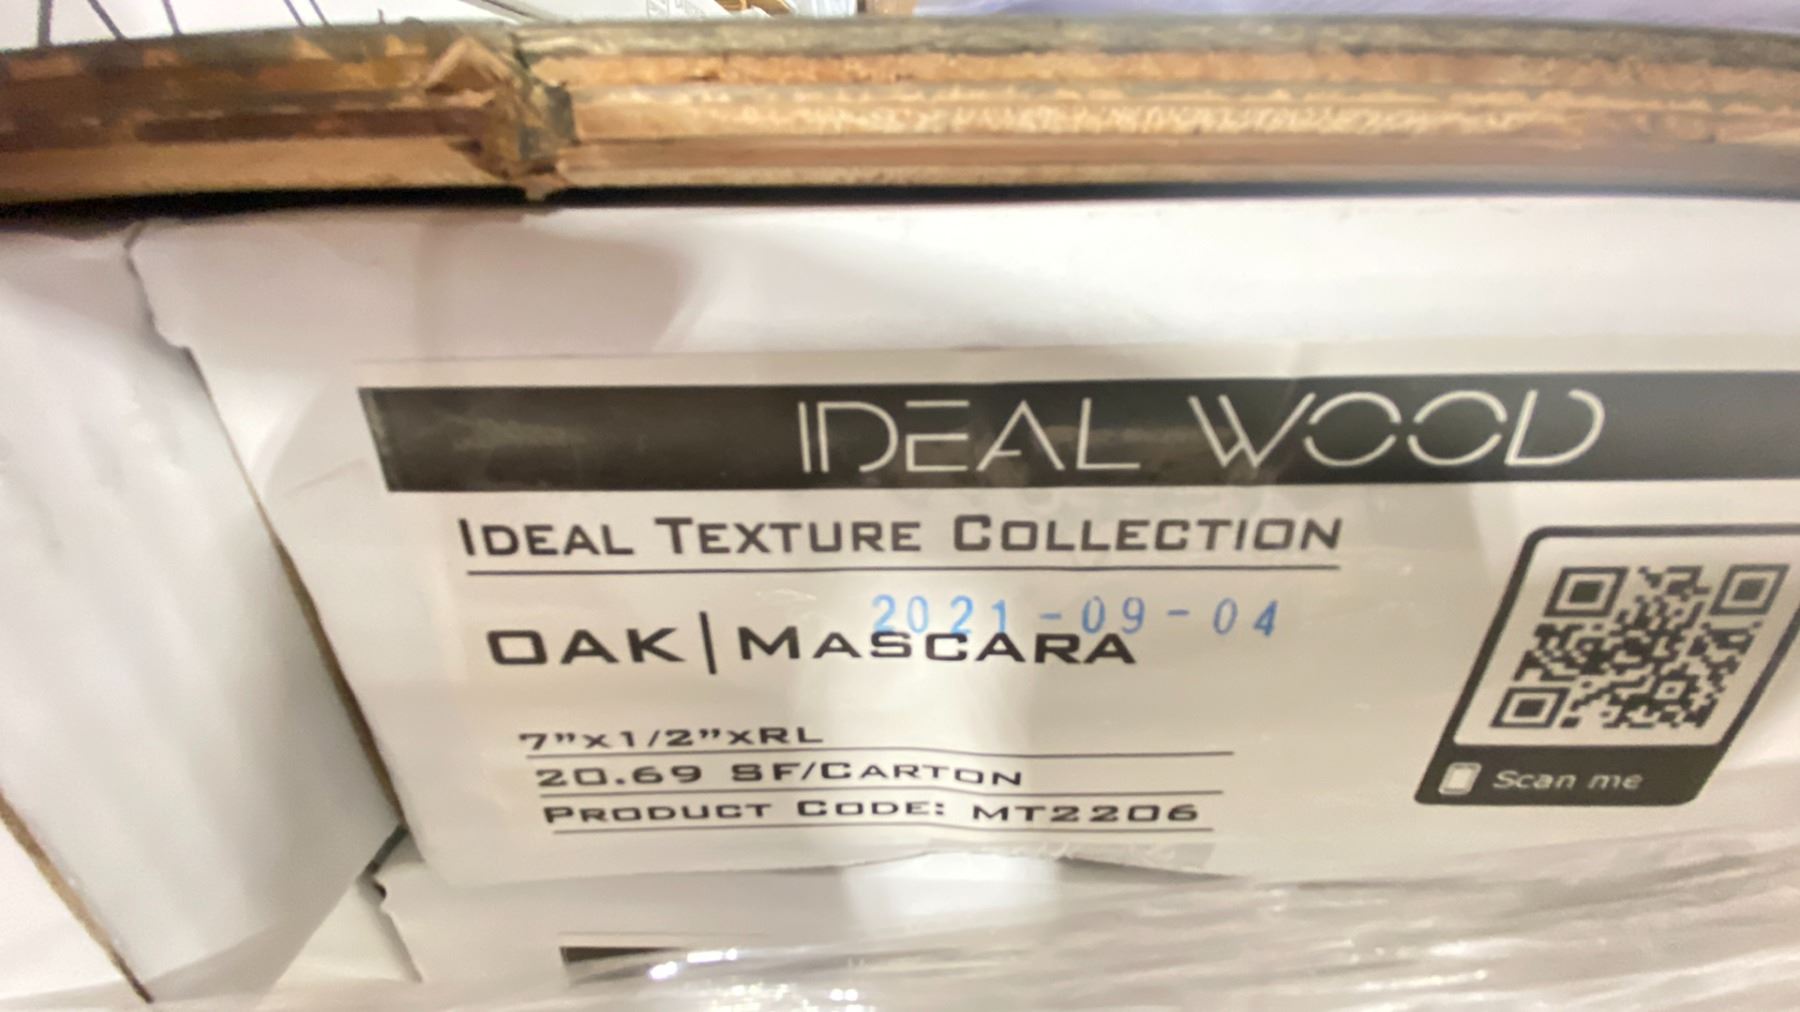 IDEAL WOOD
IDEAL TEXTURE COLLECTION
2021-09-04
OAK|MASCARA
7"x1/2"xRL
20.69 SF/CARTON
PRODUCT CODE: MT2206
Scan me